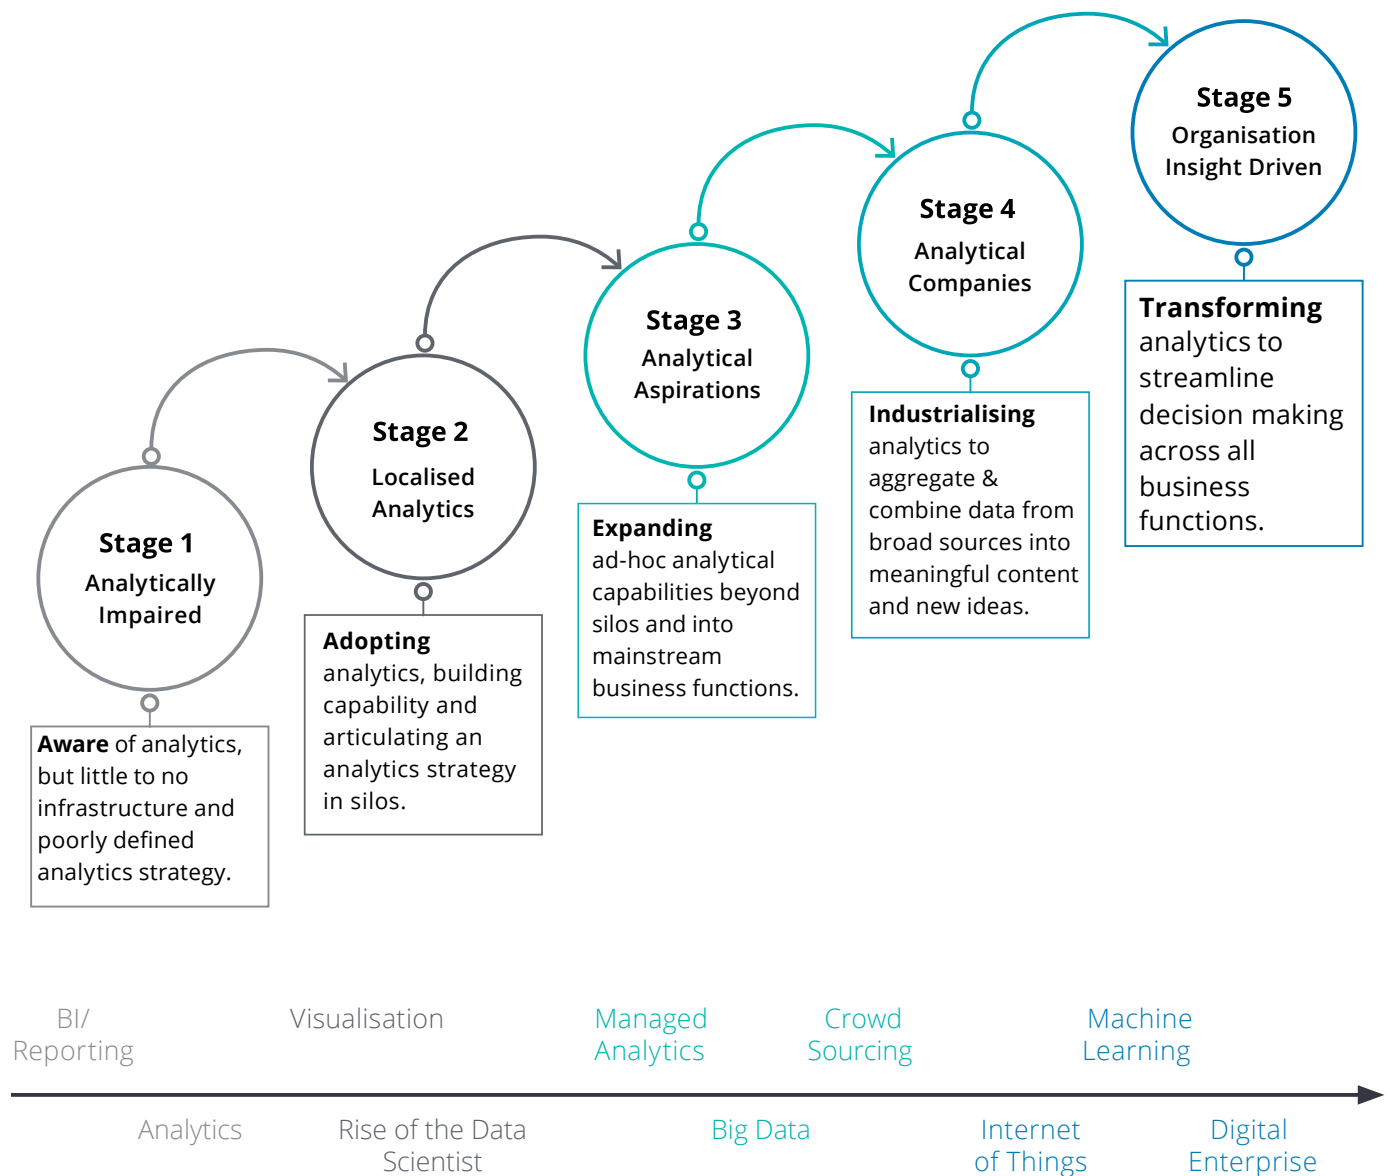 Stage 1
Analytically
Impaired
Aware of analytics,
but little to no
infrastructure and
poorly defined
analytics strategy.
Stage 2
Localised
Analytics
Adopting
analytics, building
capability and
articulating an
analytics strategy
in silos.
Stage 3
Analytical
Aspirations
Expanding
ad-hoc analytical
capabilities beyond
silos and into
mainstream
business functions.
Stage 4
Analytical
Companies
Industrialising
analytics to
aggregate &
combine data from
broad sources into
meaningful content
and new ideas.
Stage 5
Organisation
Insight Driven
Transforming
analytics to
streamline
decision making
across all
business
functions.
BI/
Reporting
Visualisation
Managed
Analytics
Crowd
Sourcing
Machine
Learning
Analytics
Rise of the Data
Scientist
Big Data
Internet
of Things
Digital
Enterprise